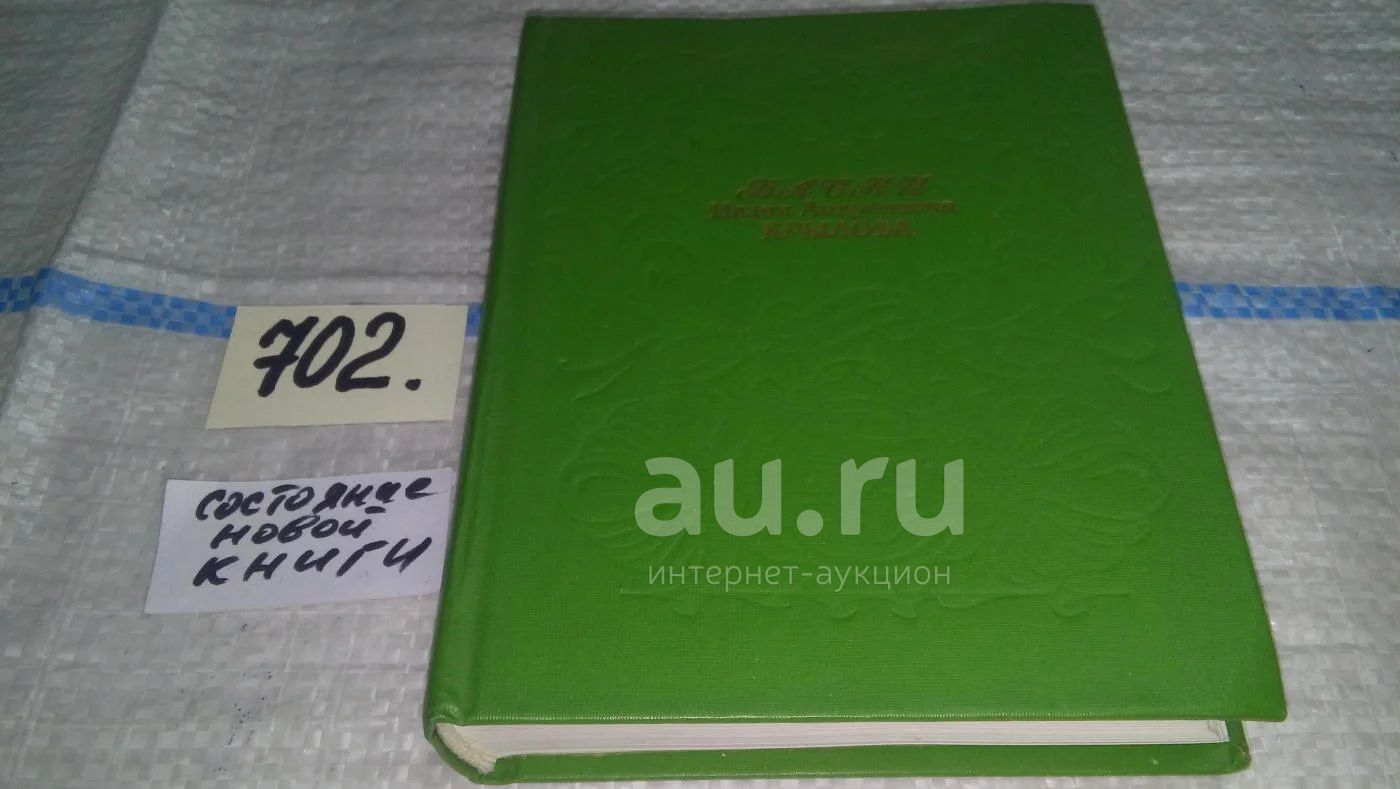 БАСНИ
Ивана Андреевича
КРЫЛОВА
702.
состояние
новой
книги
au.ru
интернет-аукцион